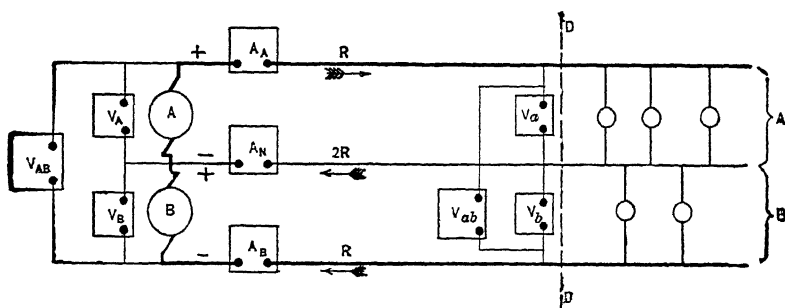 D
+ A_A R
V_A A V_a A
V_AB − A_N 2R
+
V_B B V_ab V_b B
− A_B R
D